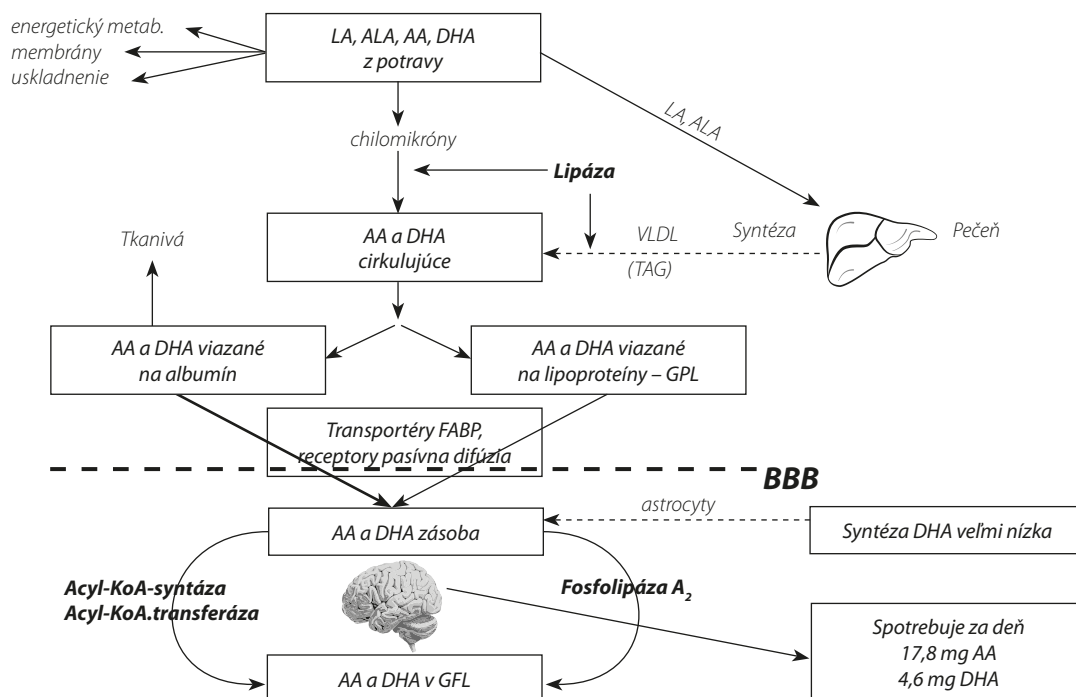 energetický metab.
membrány
uskladnenie
LA, ALA, AA, DHA
z potravy
LA, ALA
chilomikróny
Lipáza
Tkanivá
AA a DHA
cirkulujúce
VLDL
(TAG)
Syntéza
Pečeň
AA a DHA viazané
na albumín
AA a DHA viazané
na lipoproteíny – GPL
Transportéry FABP,
receptory pasívna difúzia
BBB
AA a DHA zásoba
astrocyty
Syntéza DHA veľmi nízka
Acyl-KoA-syntáza
Acyl-KoA.transferáza
Fosfolipáza A₂
Spotrebuje za deň
17,8 mg AA
4,6 mg DHA
AA a DHA v GFL